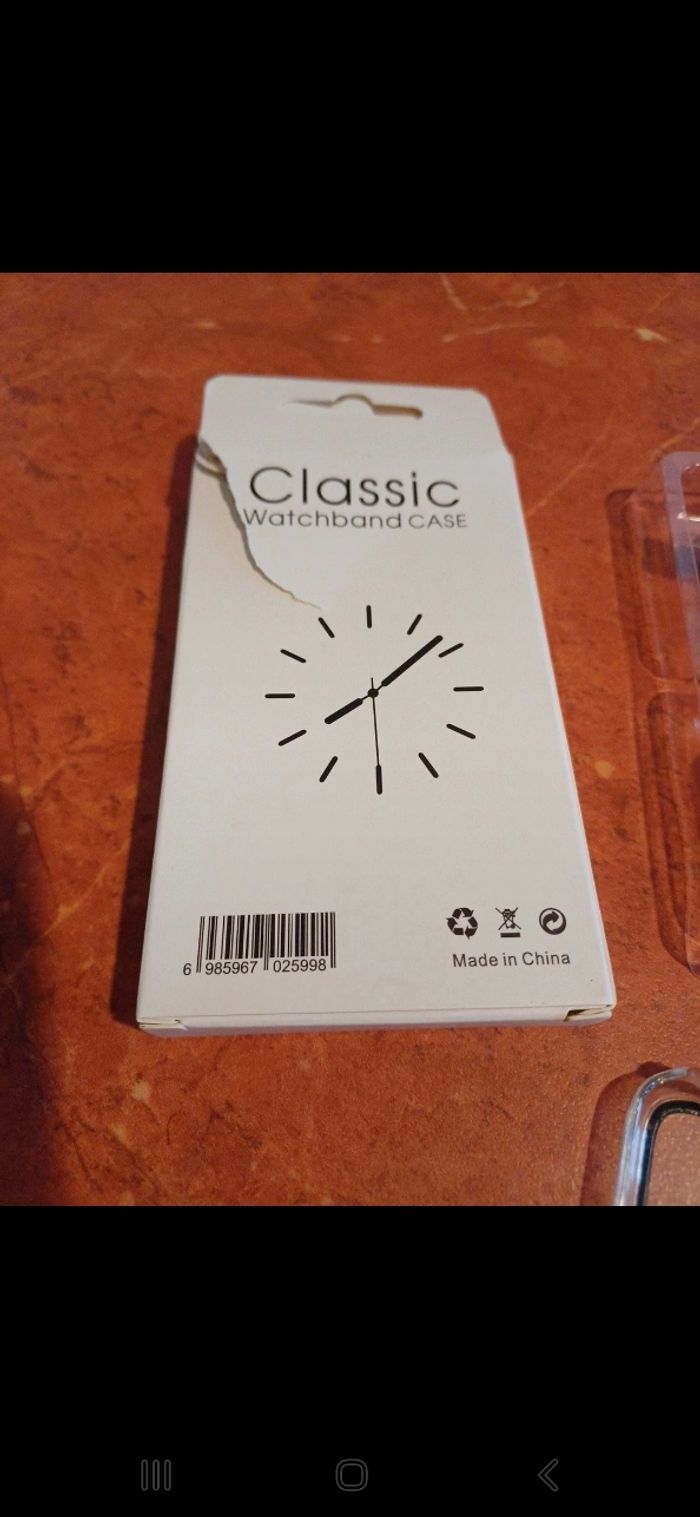 Classic
Watchband CASE
6 985967 025998
Made in China